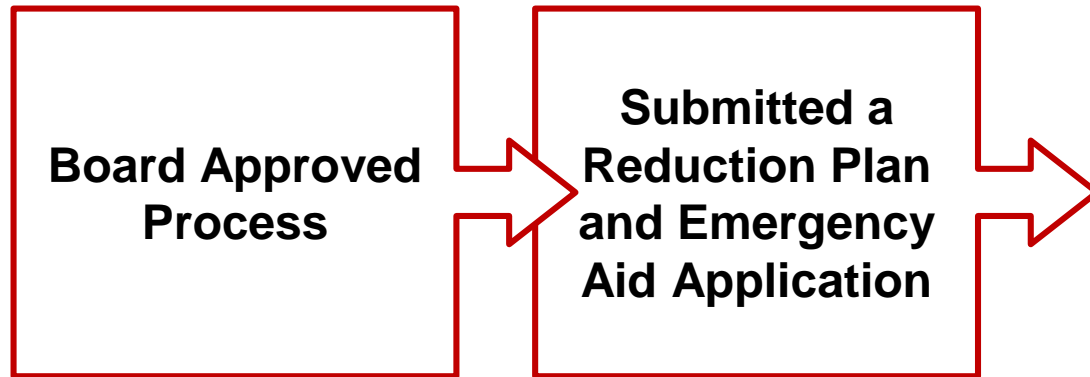 Board Approved
Process
Submitted a
Reduction Plan
and Emergency
Aid Application